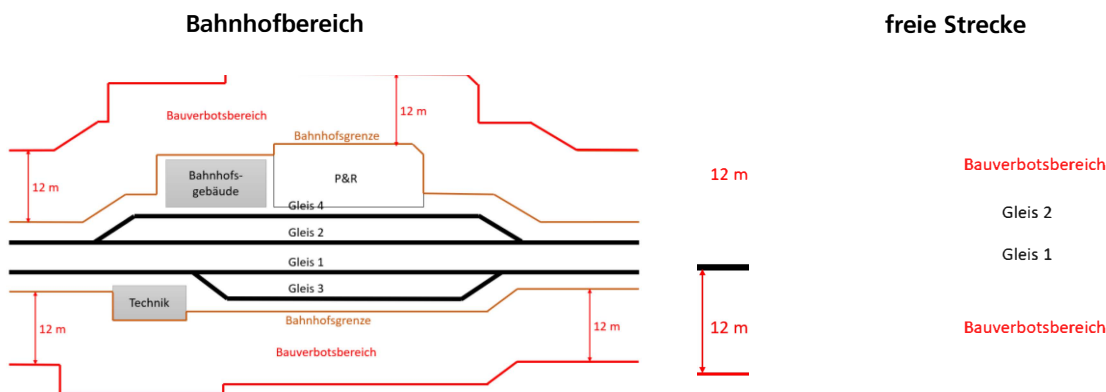 Bahnhofbereich
freie Strecke
12 m
Bauverbotsbereich
Bahnhofsgrenze
12 m
Bahnhofs-
gebäude
P&R
Gleis 4
Gleis 2
Gleis 1
Gleis 3
Technik
Bahnhofsgrenze
12 m
12 m
Bauverbotsbereich
12 m
Bauverbotsbereich
Gleis 2
Gleis 1
12 m
Bauverbotsbereich